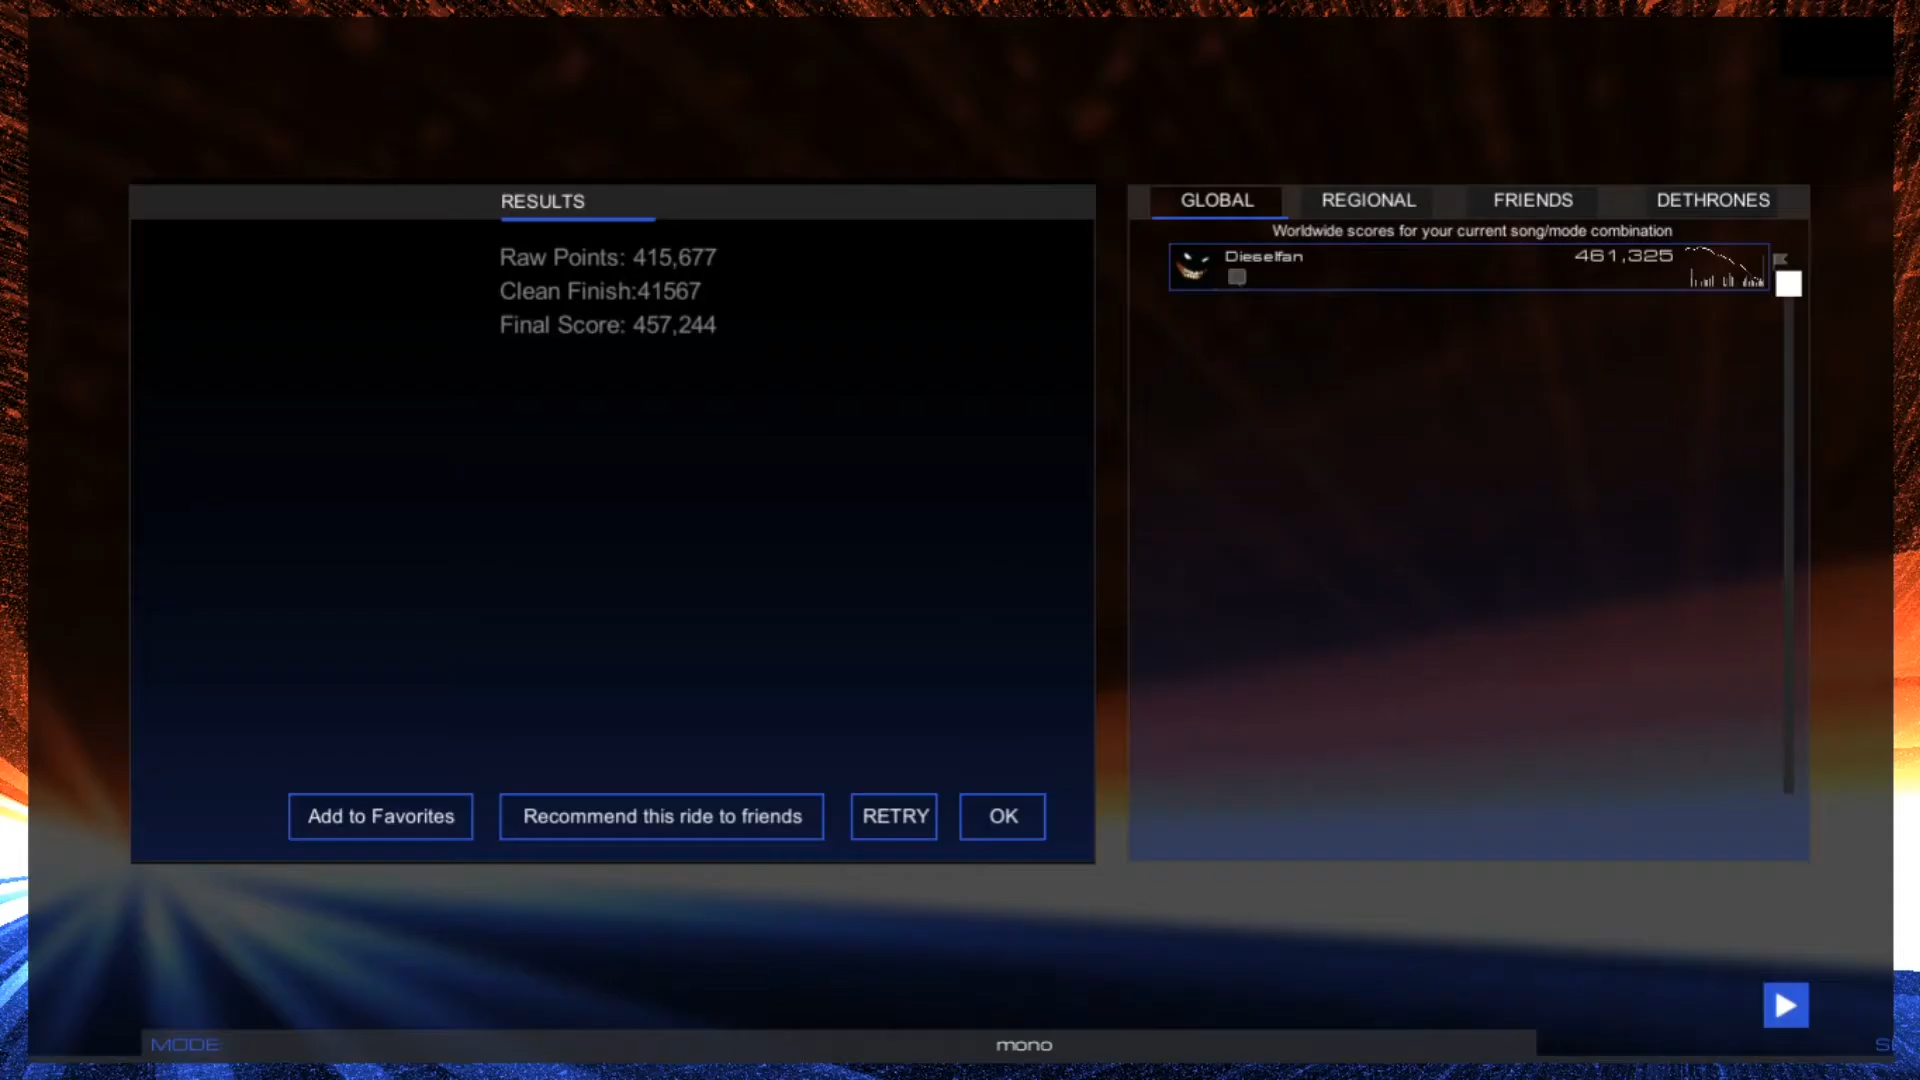 RESULTS
Raw Points: 415,677
Clean Finish:41567
Final Score: 457,244
Add to Favorites
Recommend this ride to friends
RETRY
OK
GLOBAL
REGIONAL
FRIENDS
DETHRONES
Worldwide scores for your current song/mode combination
Dieselfan
461,325
MODE
mono